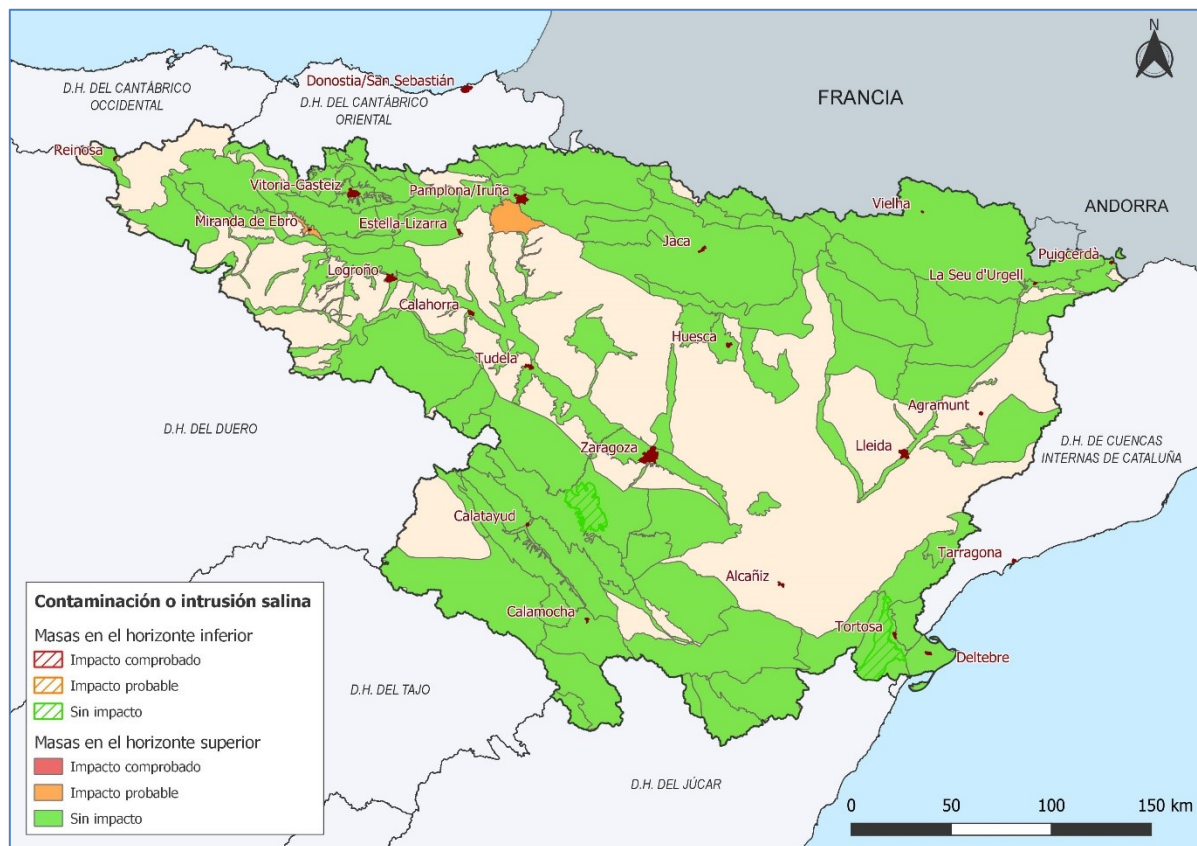 N
Donostia/San Sebastián
D.H. DEL CANTÁBRICO
OCCIDENTAL
D.H. DEL CANTÁBRICO
ORIENTAL
FRANCIA
Reinosa
Vitoria-Gasteiz
Pamplona/Iruña
Vielha
ANDORRA
Miranda de Ebro
Estella-Lizarra
Jaca
Puigcerdà
La Seu d'Urgell
Logroño
Calahorra
Huesca
Tudela
Agramunt
D.H. DEL DUERO
Zaragoza
Lleida
D.H. DE CUENCAS
INTERNAS DE CATALUÑA
Calatayud
Tarragona
Alcañiz
Calamocha
Tortosa
Deltebre
D.H. DEL TAJO
D.H. DEL JÚCAR
Contaminación o intrusión salina
Masas en el horizonte inferior
Impacto comprobado
Impacto probable
Sin impacto
Masas en el horizonte superior
Impacto comprobado
Impacto probable
Sin impacto
0 50 100 150 km